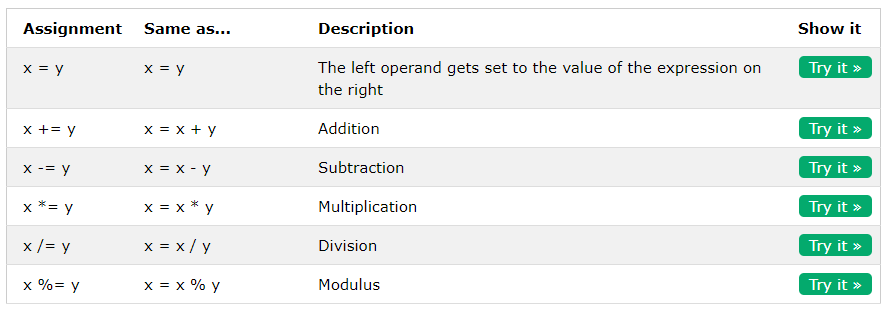 Assignment Same as... Description Show it
x = y x = y The left operand gets set to the value of the expression on the right Try it »
x += y x = x + y Addition Try it »
x -= y x = x - y Subtraction Try it »
x *= y x = x * y Multiplication Try it »
x /= y x = x / y Division Try it »
x %= y x = x % y Modulus Try it »